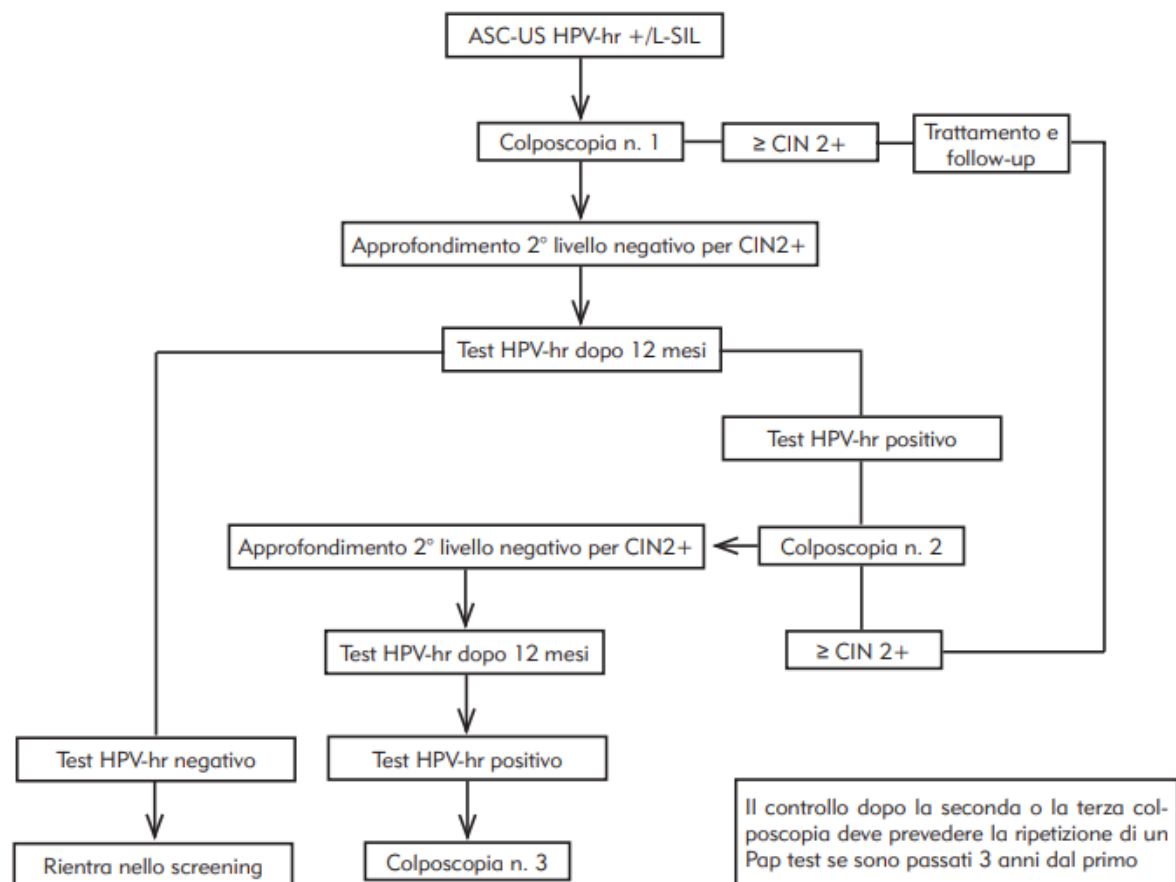 ASC-US HPV-hr +/L-SIL
Colposcopia n. 1
≥ CIN 2+
Trattamento e
follow-up
Approfondimento 2° livello negativo per CIN2+
Test HPV-hr dopo 12 mesi
Test HPV-hr positivo
Approfondimento 2° livello negativo per CIN2+
Colposcopia n. 2
Test HPV-hr dopo 12 mesi
≥ CIN 2+
Test HPV-hr negativo
Test HPV-hr positivo
Rientra nello screening
Colposcopia n. 3
Il controllo dopo la seconda o la terza col-
poscopia deve prevedere la ripetizione di un
Pap test se sono passati 3 anni dal primo